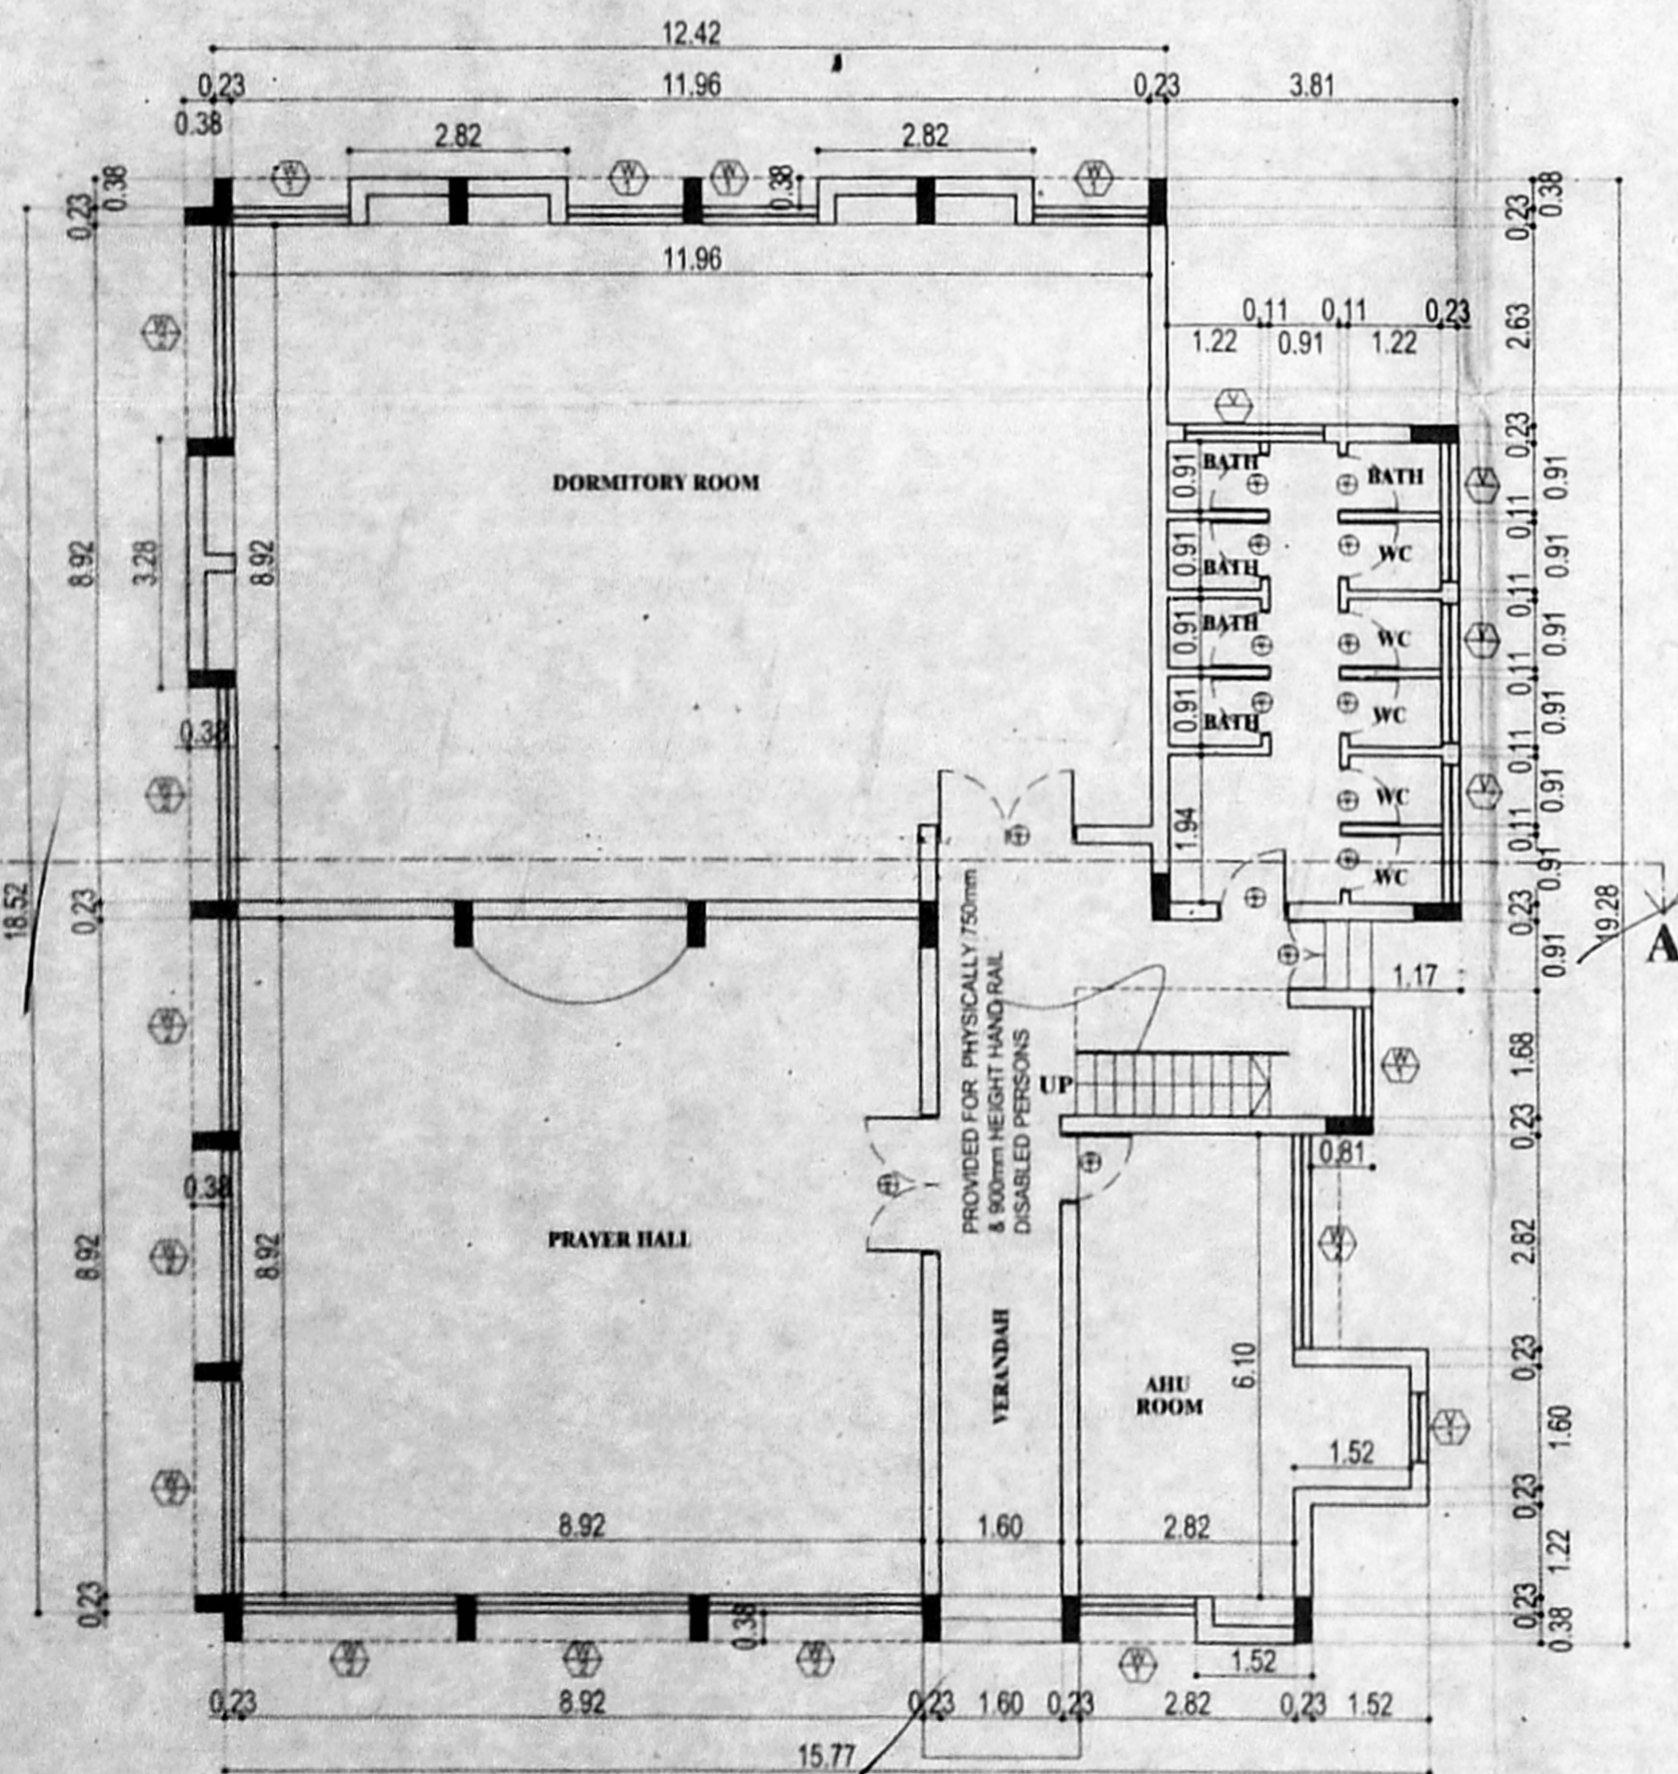 12.42
0.23 11.96 0.23 3.81
0.38
2.82 2.82
W
1
W
1
W
1
W
1
0.38
0.23
0.38
0.38
0.23
11.96
0.11 0.11 0.23
1.22 0.91 1.22
2.63
V
0.23
DORMITORY ROOM
8.92
3.28
8.92
0.91 BATH
BATH
V
0.91
0.11
0.91 BATH
WC
0.91
0.11
0.91 BATH
WC
V
0.91
0.11
0.91 BATH
WC
0.91
0.11
0.38
1.94
WC
V
0.91
0.11
WC
0.91
0.23
18.52
0.23
19.28
A
0.91
1.17
PROVIDED FOR PHYSICALLY 750mm
& 900mm HEIGHT HAND RAIL
DISABLED PERSONS
UP
1.68
0.23
0.81
0.38
PRAYER HALL
8.92
8.92
W
2
2.82
VERANDAH
6.10
AHU
ROOM
0.23
1.60
1.52
0.23
8.92 1.60 2.82
1.22
0.23
0.23
0.38
0.38
1.52
0.23 8.92 0.23 1.60 0.23 2.82 0.23 1.52
15.77